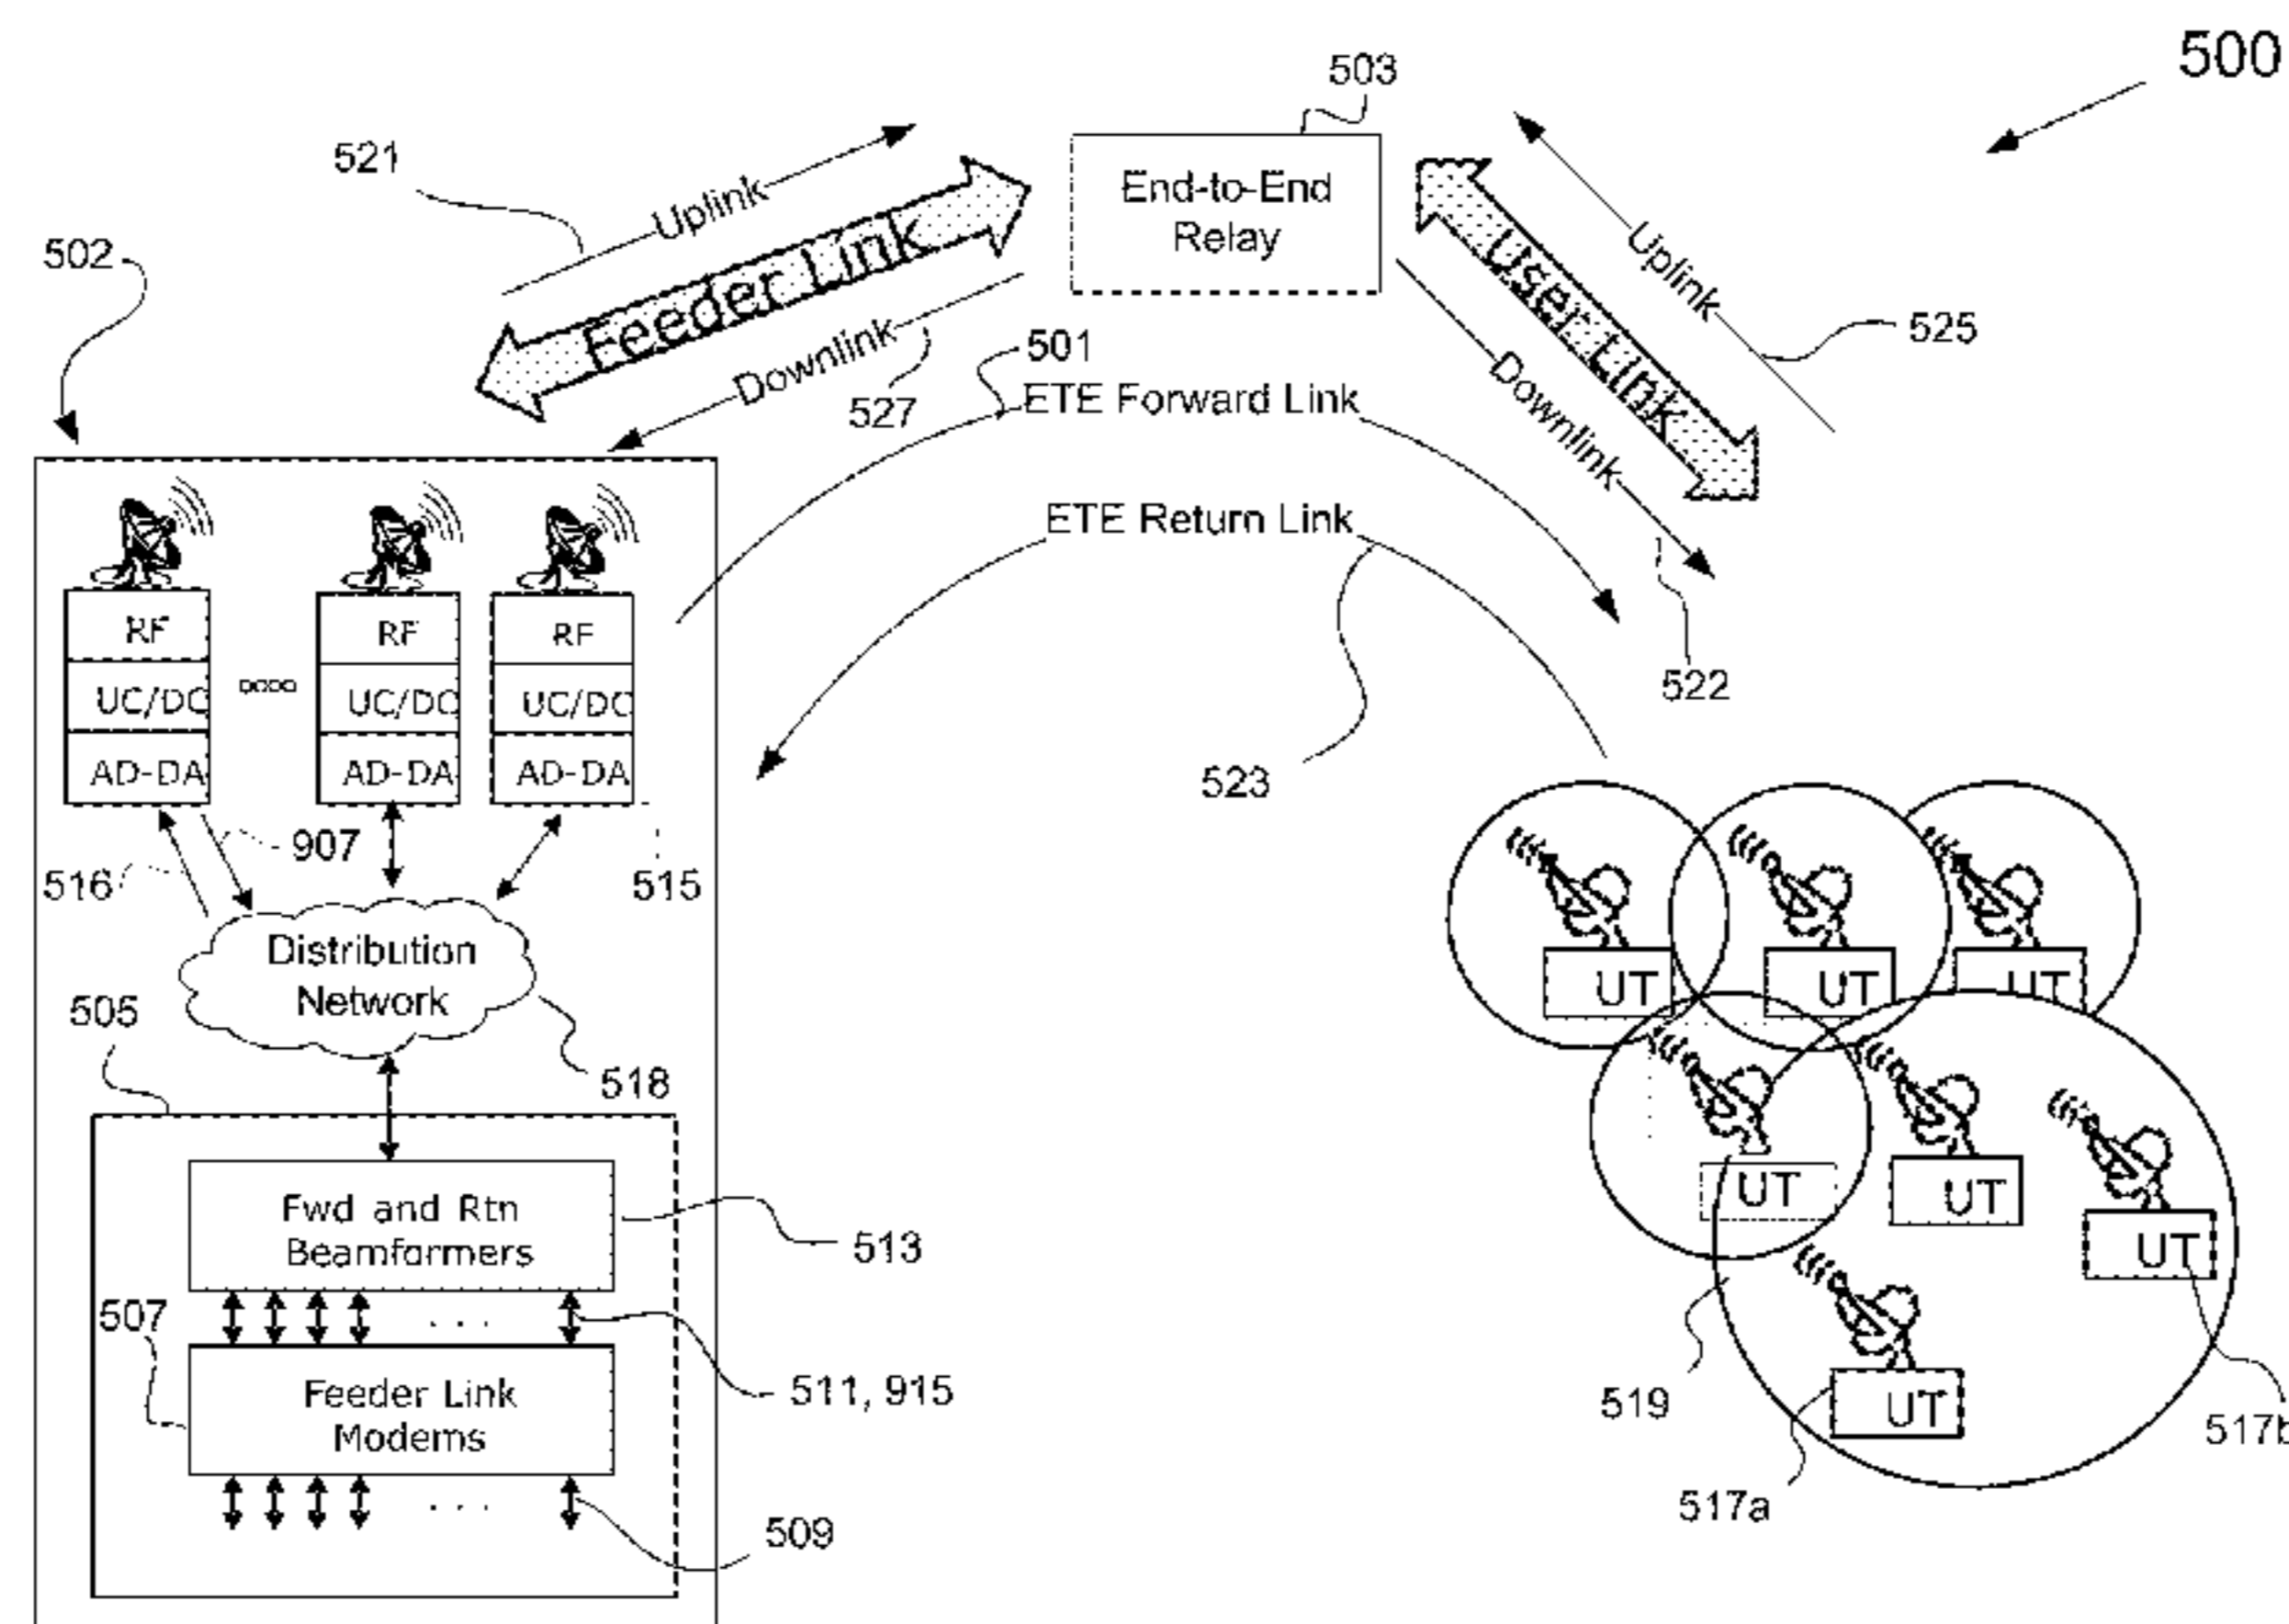 500
503
521
Uplink
End-to-End
Relay
Feeder Link
User Link
Uplink
502
Downlink
527
501
525
ETE Forward Link
Downlink
ETE Return Link
522
523
RF
RF
RF
UC/DC
UC/DC
UC/DC
AD-DA
AD-DA
AD-DA
907
516
515
Distribution
Network
505
518
UT
UT
UT
Fwd and Rtn
Beamformers
513
UT
UT
UT
507
511, 915
Feeder Link
Modems
519
UT
517b
517a
509